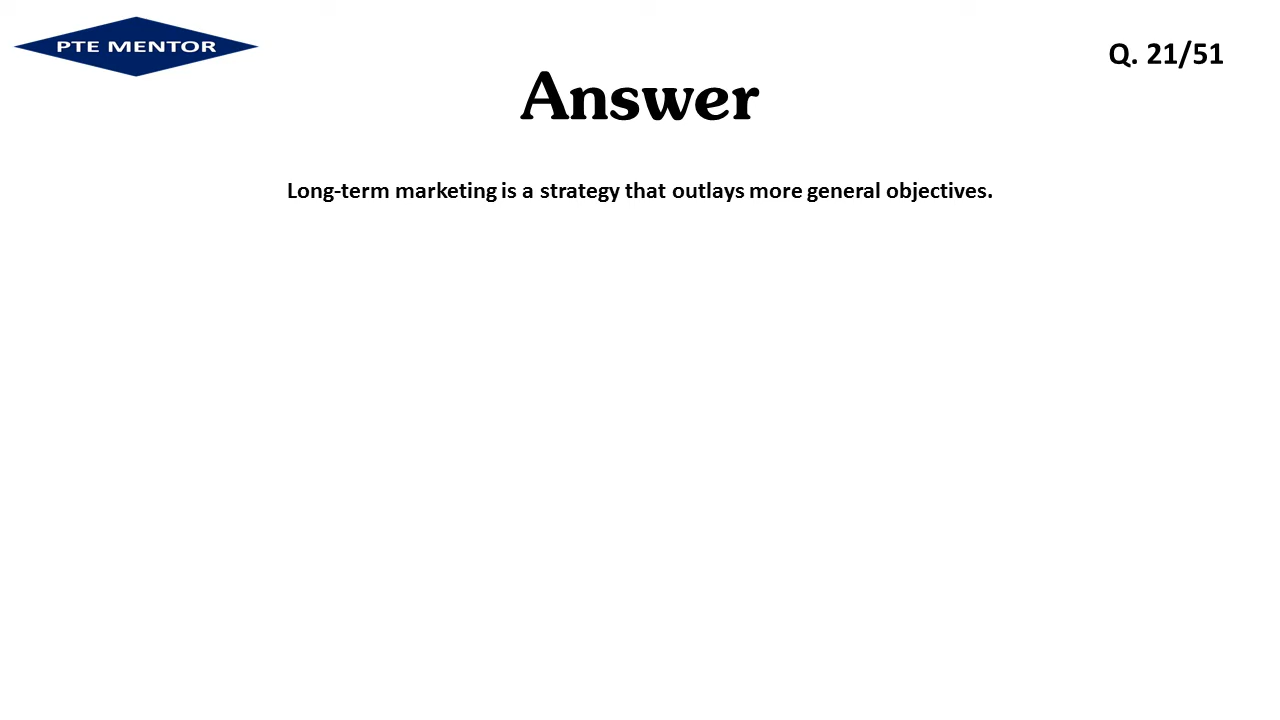 PTE MENTOR
Q. 21/51
Answer
Long-term marketing is a strategy that outlays more general objectives.